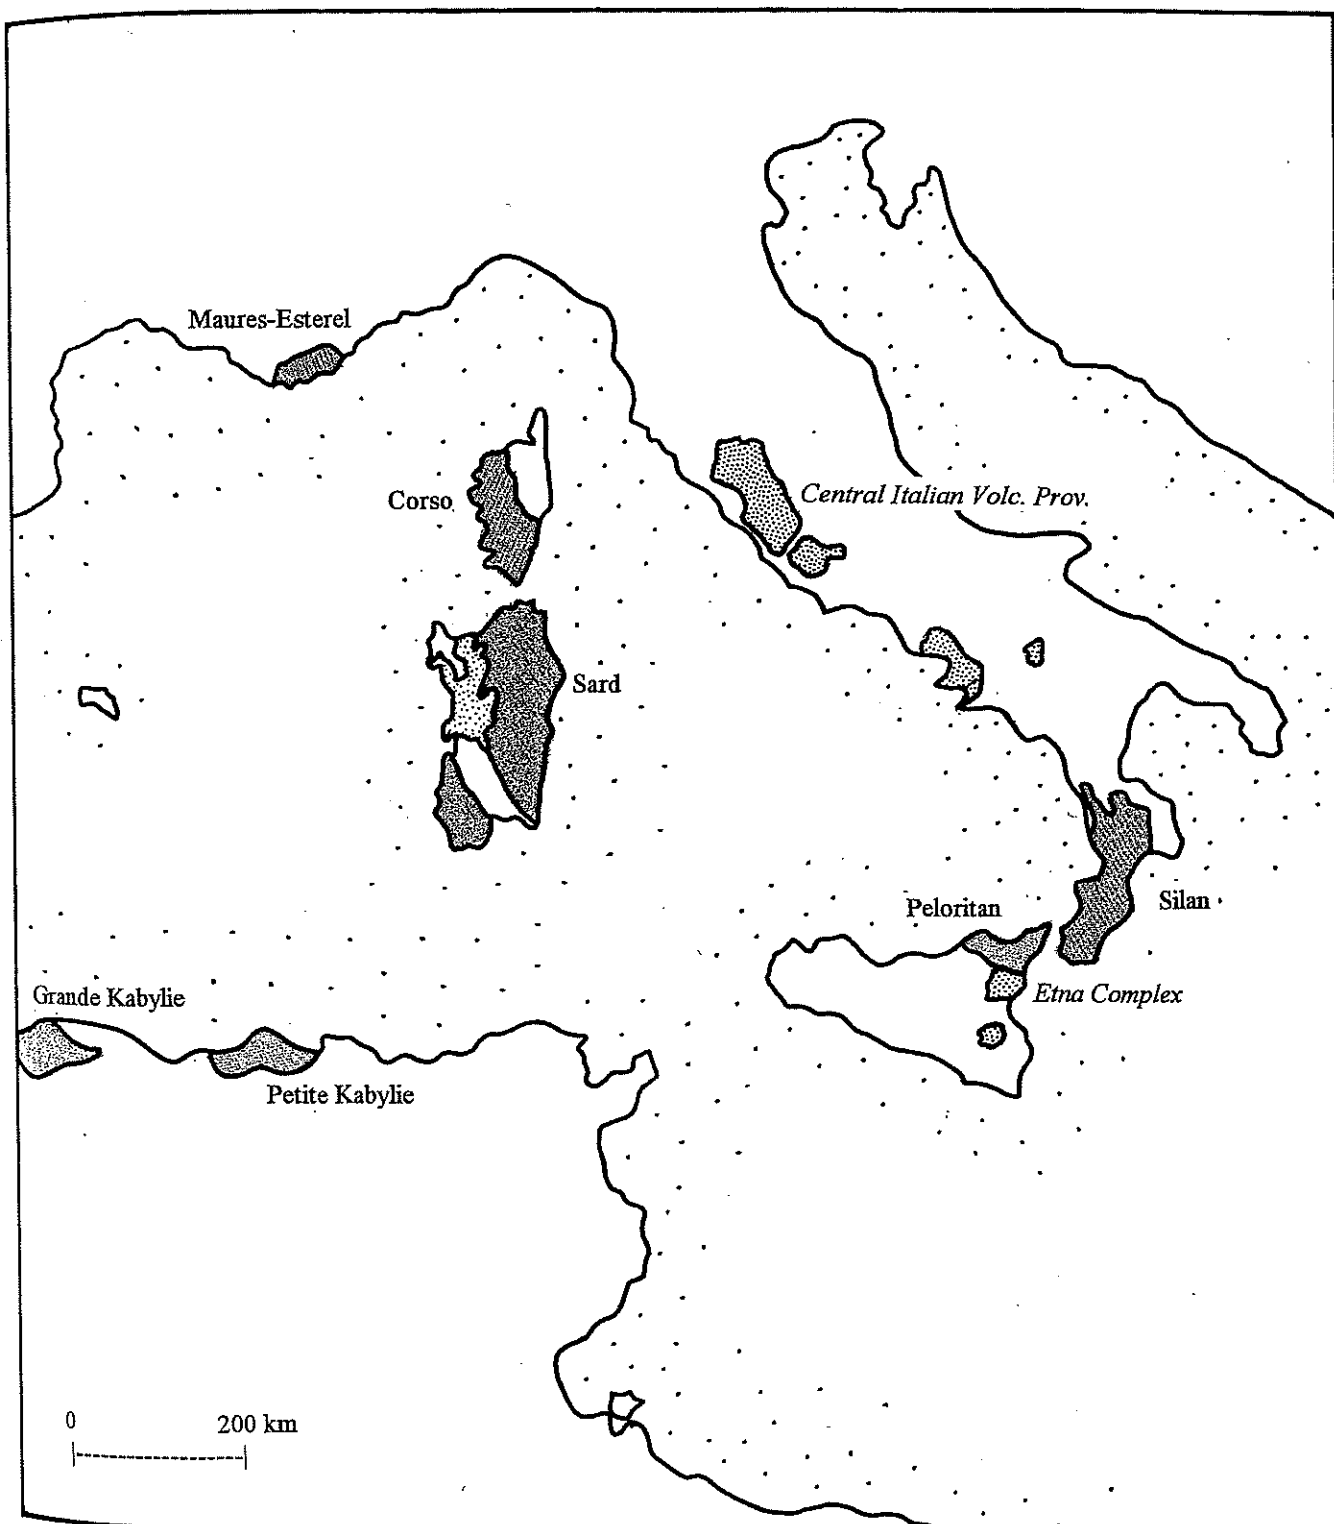 Maures-Esterel
Corso
Central Italian Volc. Prov.
Sard
Silan
Peloritan
Etna Complex
Grande Kabylie
Petite Kabylie
0 200 km